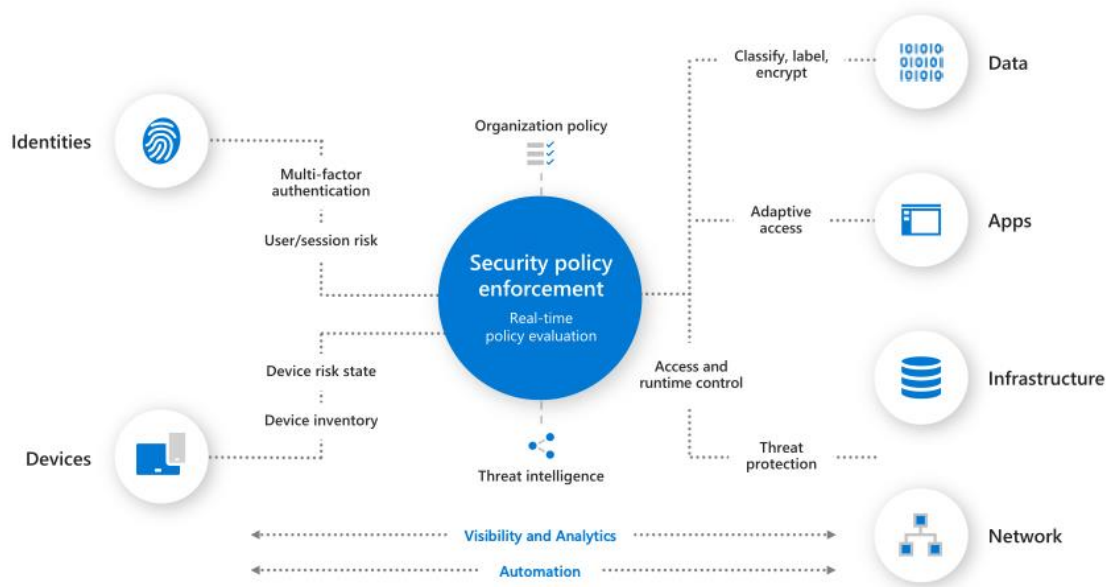 Identities
Multi-factor
authentication
User/session risk
Device risk state
Device inventory
Devices
Organization policy
Security policy
enforcement
Real-time
policy evaluation
Threat intelligence
Classify, label,
encrypt
Data
Adaptive
access
Apps
Access and
runtime control
Infrastructure
Threat
protection
Network
Visibility and Analytics
Automation